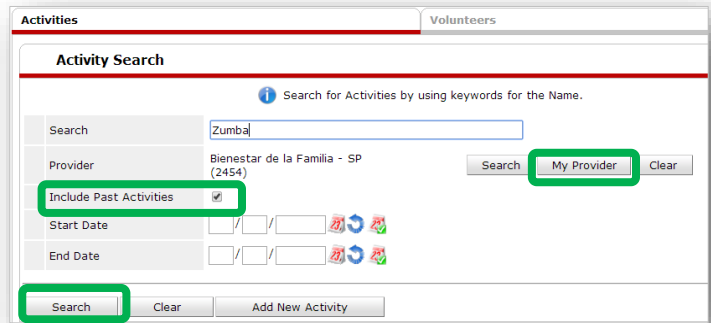 Activities
Volunteers
Activity Search
Search for Activities by using keywords for the Name.
Search
Zumba
Provider
Bienestar de la Familia - SP
(2454)
Search
My Provider
Clear
Include Past Activities
Start Date
/ /
End Date
/ /
Search
Clear
Add New Activity